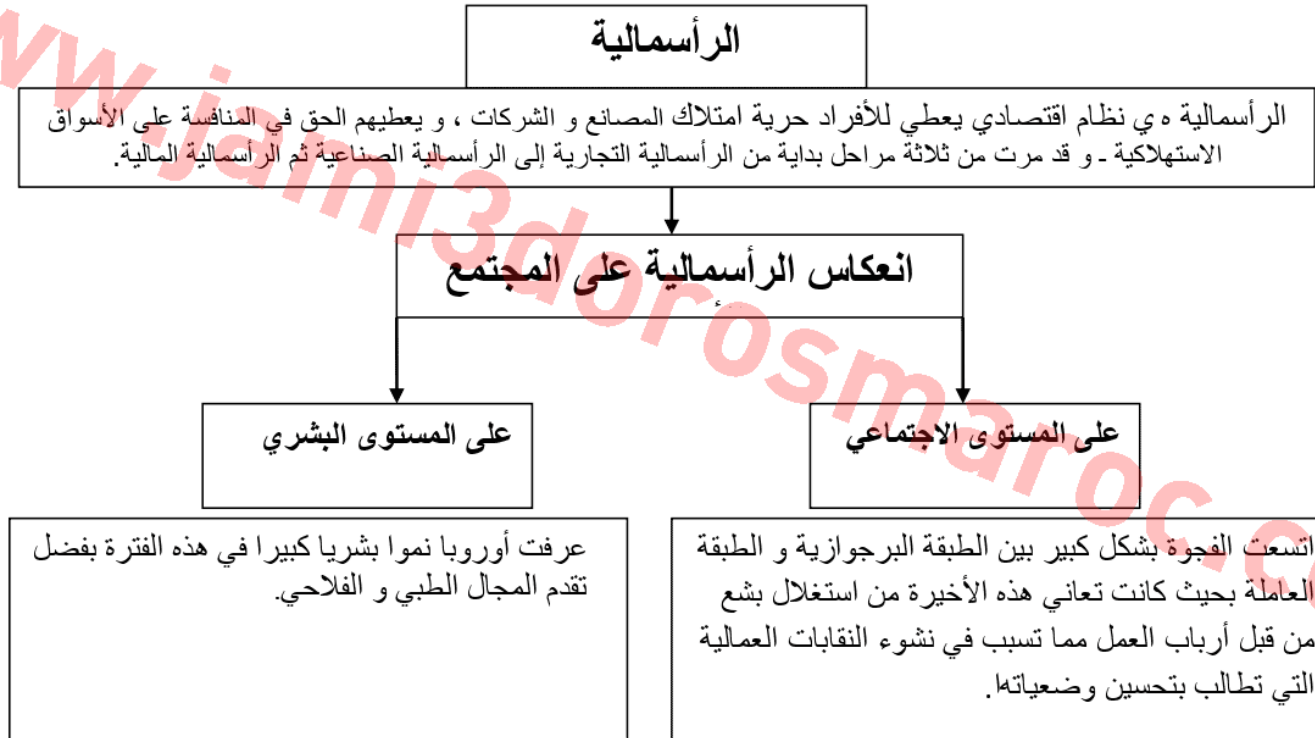 الرأسمالية
الرأسمالية ه ي نظام اقتصادي يعطي للأفراد حرية امتلاك المصانع و الشركات ، و يعطيهم الحق في المنافسة على الأسواق
الاستهلاكية ـ و قد مرت من ثلاثة مراحل بداية من الرأسمالية التجارية إلى الرأسمالية الصناعية ثم الرأسمالية المالية.
انعكاس الرأسمالية على المجتمع
على المستوى الاجتماعي
على المستوى البشري
اتسعت الفجوة بشكل كبير بين الطبقة البرجوازية و الطبقة
العاملة بحيث كانت تعاني هذه الأخيرة من استغلال بشع
من قبل أرباب العمل مما تسبب في نشوء النقابات العمالية
التي تطالب بتحسين وضعياتها.
عرفت أوروبا نموا بشريا كبيرا في هذه الفترة بفضل
تقدم المجال الطبي و الفلاحي.
ww.jami3dorosmaroc.co